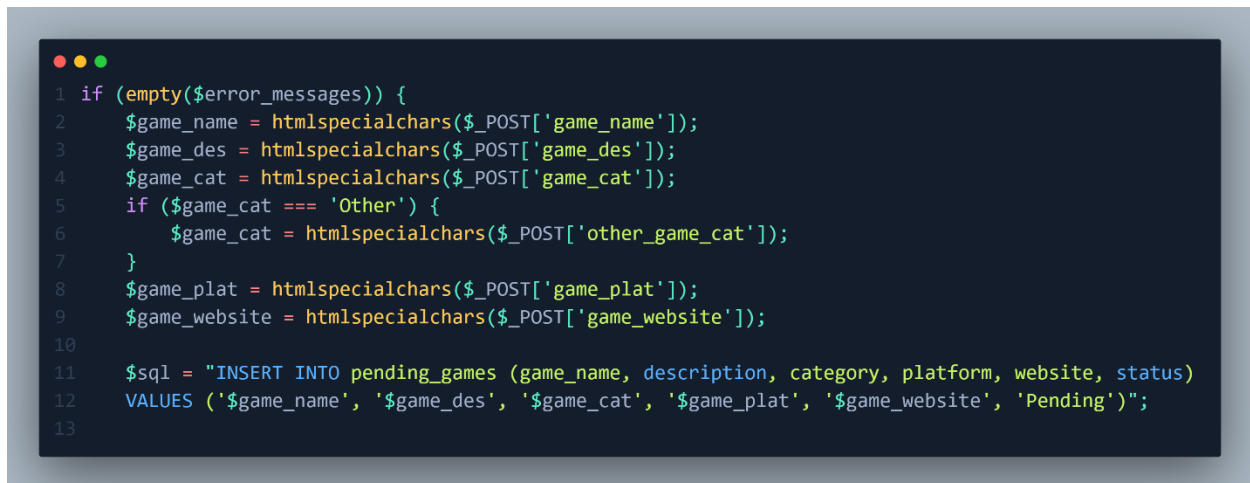 1 if (empty($error_messages)) {
2     $game_name = htmlspecialchars($_POST['game_name']);
3     $game_des = htmlspecialchars($_POST['game_des']);
4     $game_cat = htmlspecialchars($_POST['game_cat']);
5     if ($game_cat === 'Other') {
6         $game_cat = htmlspecialchars($_POST['other_game_cat']);
7     }
8     $game_plat = htmlspecialchars($_POST['game_plat']);
9     $game_website = htmlspecialchars($_POST['game_website']);
10
11     $sql = "INSERT INTO pending_games (game_name, description, category, platform, website, status)
12     VALUES ('$game_name', '$game_des', '$game_cat', '$game_plat', '$game_website', 'Pending')";
13